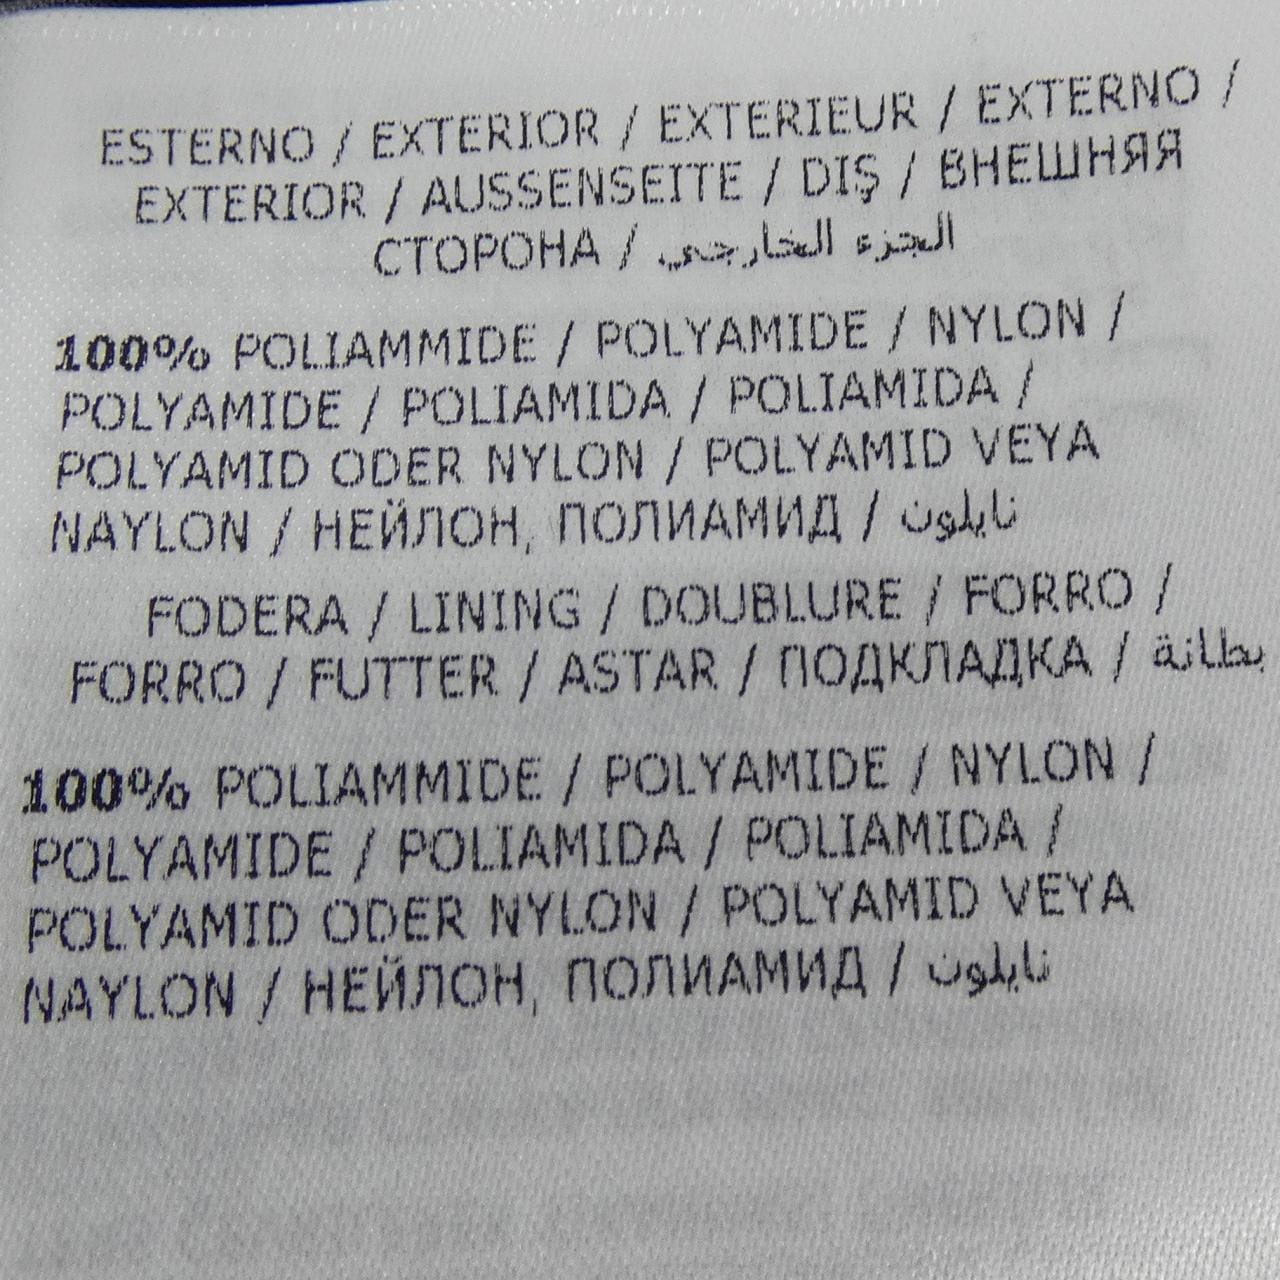 ESTERNO / EXTERIOR / EXTERIEUR / EXTERNO /
EXTERIOR / AUSSENSEITE / DIŞ / ВНЕШНЯЯ
СТОРОНА / الجزء الخارجي
100% POLIAMMIDE / POLYAMIDE / NYLON /
POLYAMIDE / POLIAMIDA / POLIAMIDA /
POLYAMID ODER NYLON / POLYAMID VEYA
NAYLON / НЕЙЛОН, ПОЛИАМИД / نايلون
FODERA / LINING / DOUBLURE / FORRO /
FORRO / FUTTER / ASTAR / ПОДКЛАДКА / بطانة
100% POLIAMMIDE / POLYAMIDE / NYLON /
POLYAMIDE / POLIAMIDA / POLIAMIDA /
POLYAMID ODER NYLON / POLYAMID VEYA
NAYLON / НЕЙЛОН, ПОЛИАМИД / نايلون